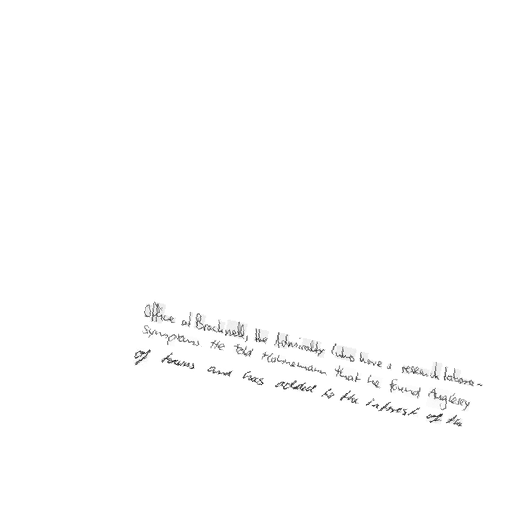 Office at Bracknell, the Admiralty (who have a research labora-
symptoms. He told Hahnemann that he found Anglesey
of towns and has added to the interest of the